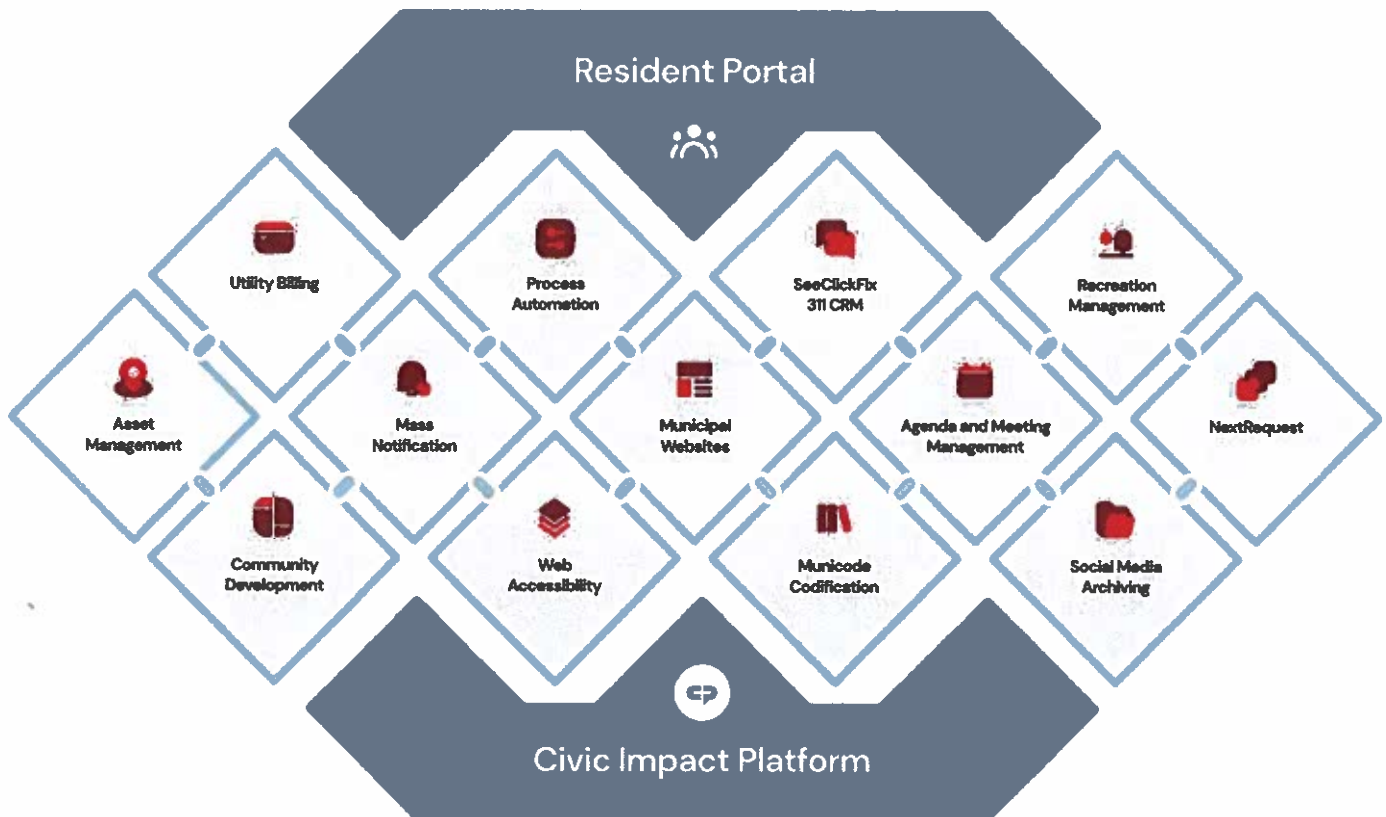 Resident Portal
Utility Billing
Process
Automation
SeeClickFix
311 CRM
Recreation
Management
Asset
Management
Mass
Notification
Municipal
Websites
Agenda and Meeting
Management
NextRequest
Community
Development
Web
Accessibility
Municode
Codification
Social Media
Archiving
CP
Civic Impact Platform